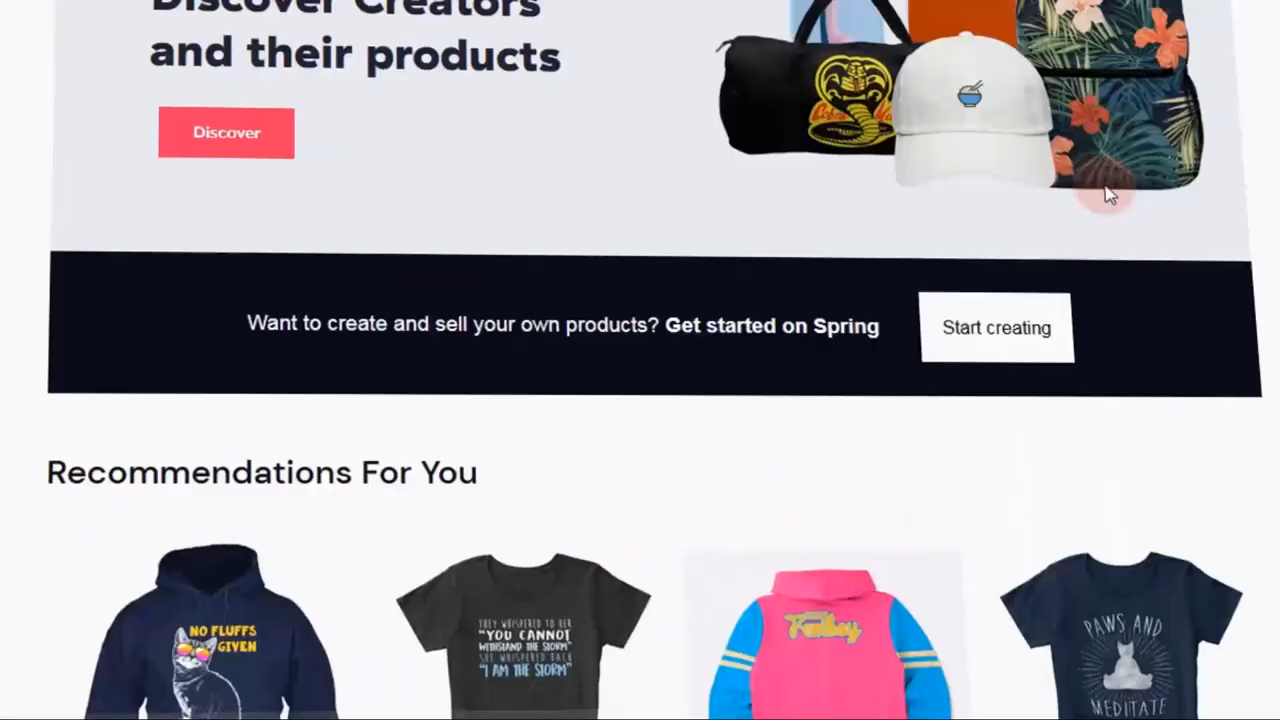 Discover Creators
and their products
Discover
Want to create and sell your own products? Get started on Spring
Start creating
Recommendations For You
NO FLUFFS
GIVEN
THEY WHISPERED TO HER
"YOU CANNOT
WITHSTAND THE STORM"
SHE WHISPERED BACK
"I AM THE STORM"
PAWS AND
MEDITATE